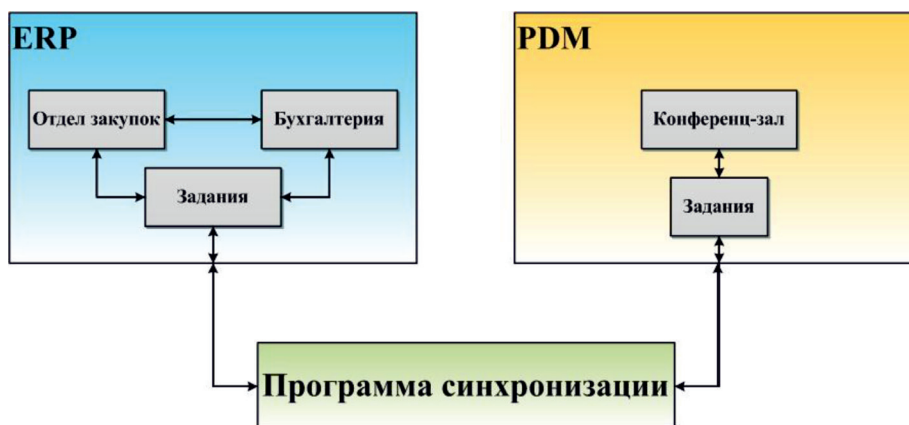 ERP
PDM
Отдел закупок
Бухгалтерия
Задания
Конференц-зал
Задания
Программа синхронизации